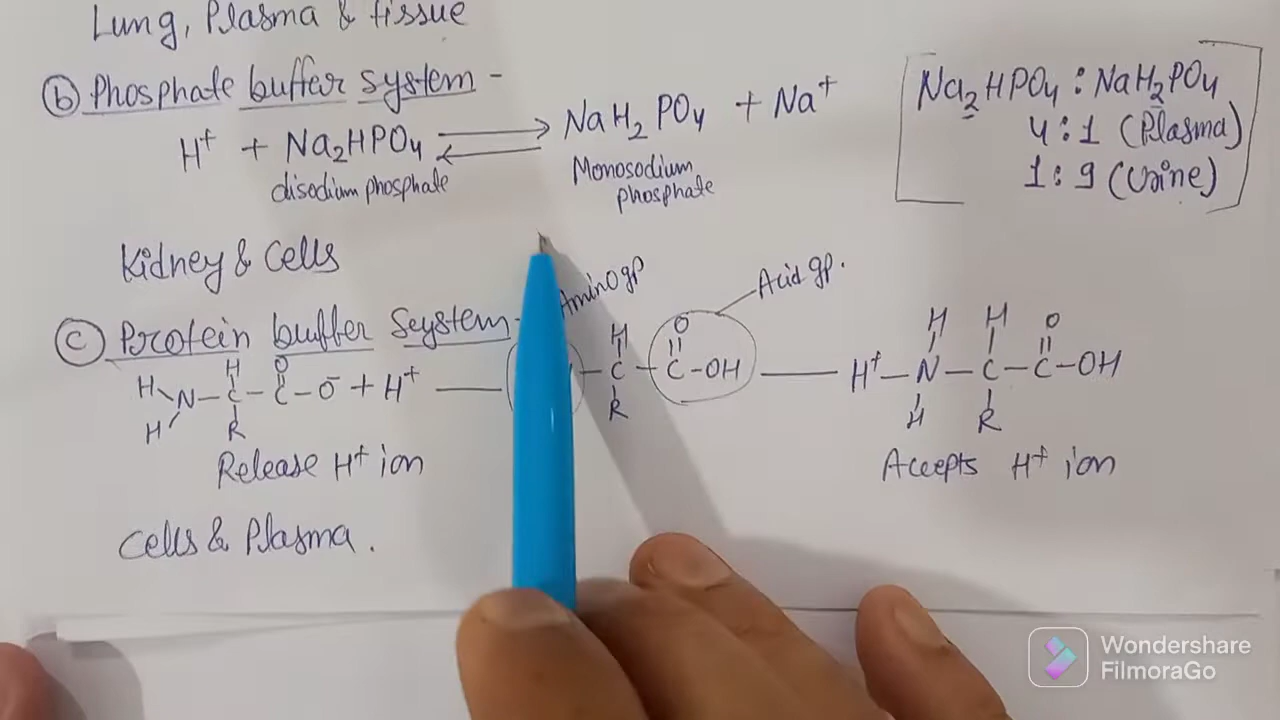 Lung, Plasma & tissue
(b) Phosphate buffer system -
H⁺ + Na₂HPO₄ ⇌ NaH₂PO₄ + Na⁺
disodium phosphate
Monosodium
phosphate
[Na₂HPO₄ : NaH₂PO₄
4 : 1 (Plasma)
1 : 9 (Urine)]
Kidney & Cells
(c) Protein buffer Seystem -
Amino gp
Acid gp.
H H O
H N - C - C - O⁻ + H⁺
H R
H O
- C - C - OH
R
H H O
H⁺ - N - C - C - OH
H R
Release H⁺ ion
Accepts H⁺ ion
Cells & Plasma.
Wondershare
FilmoraGo